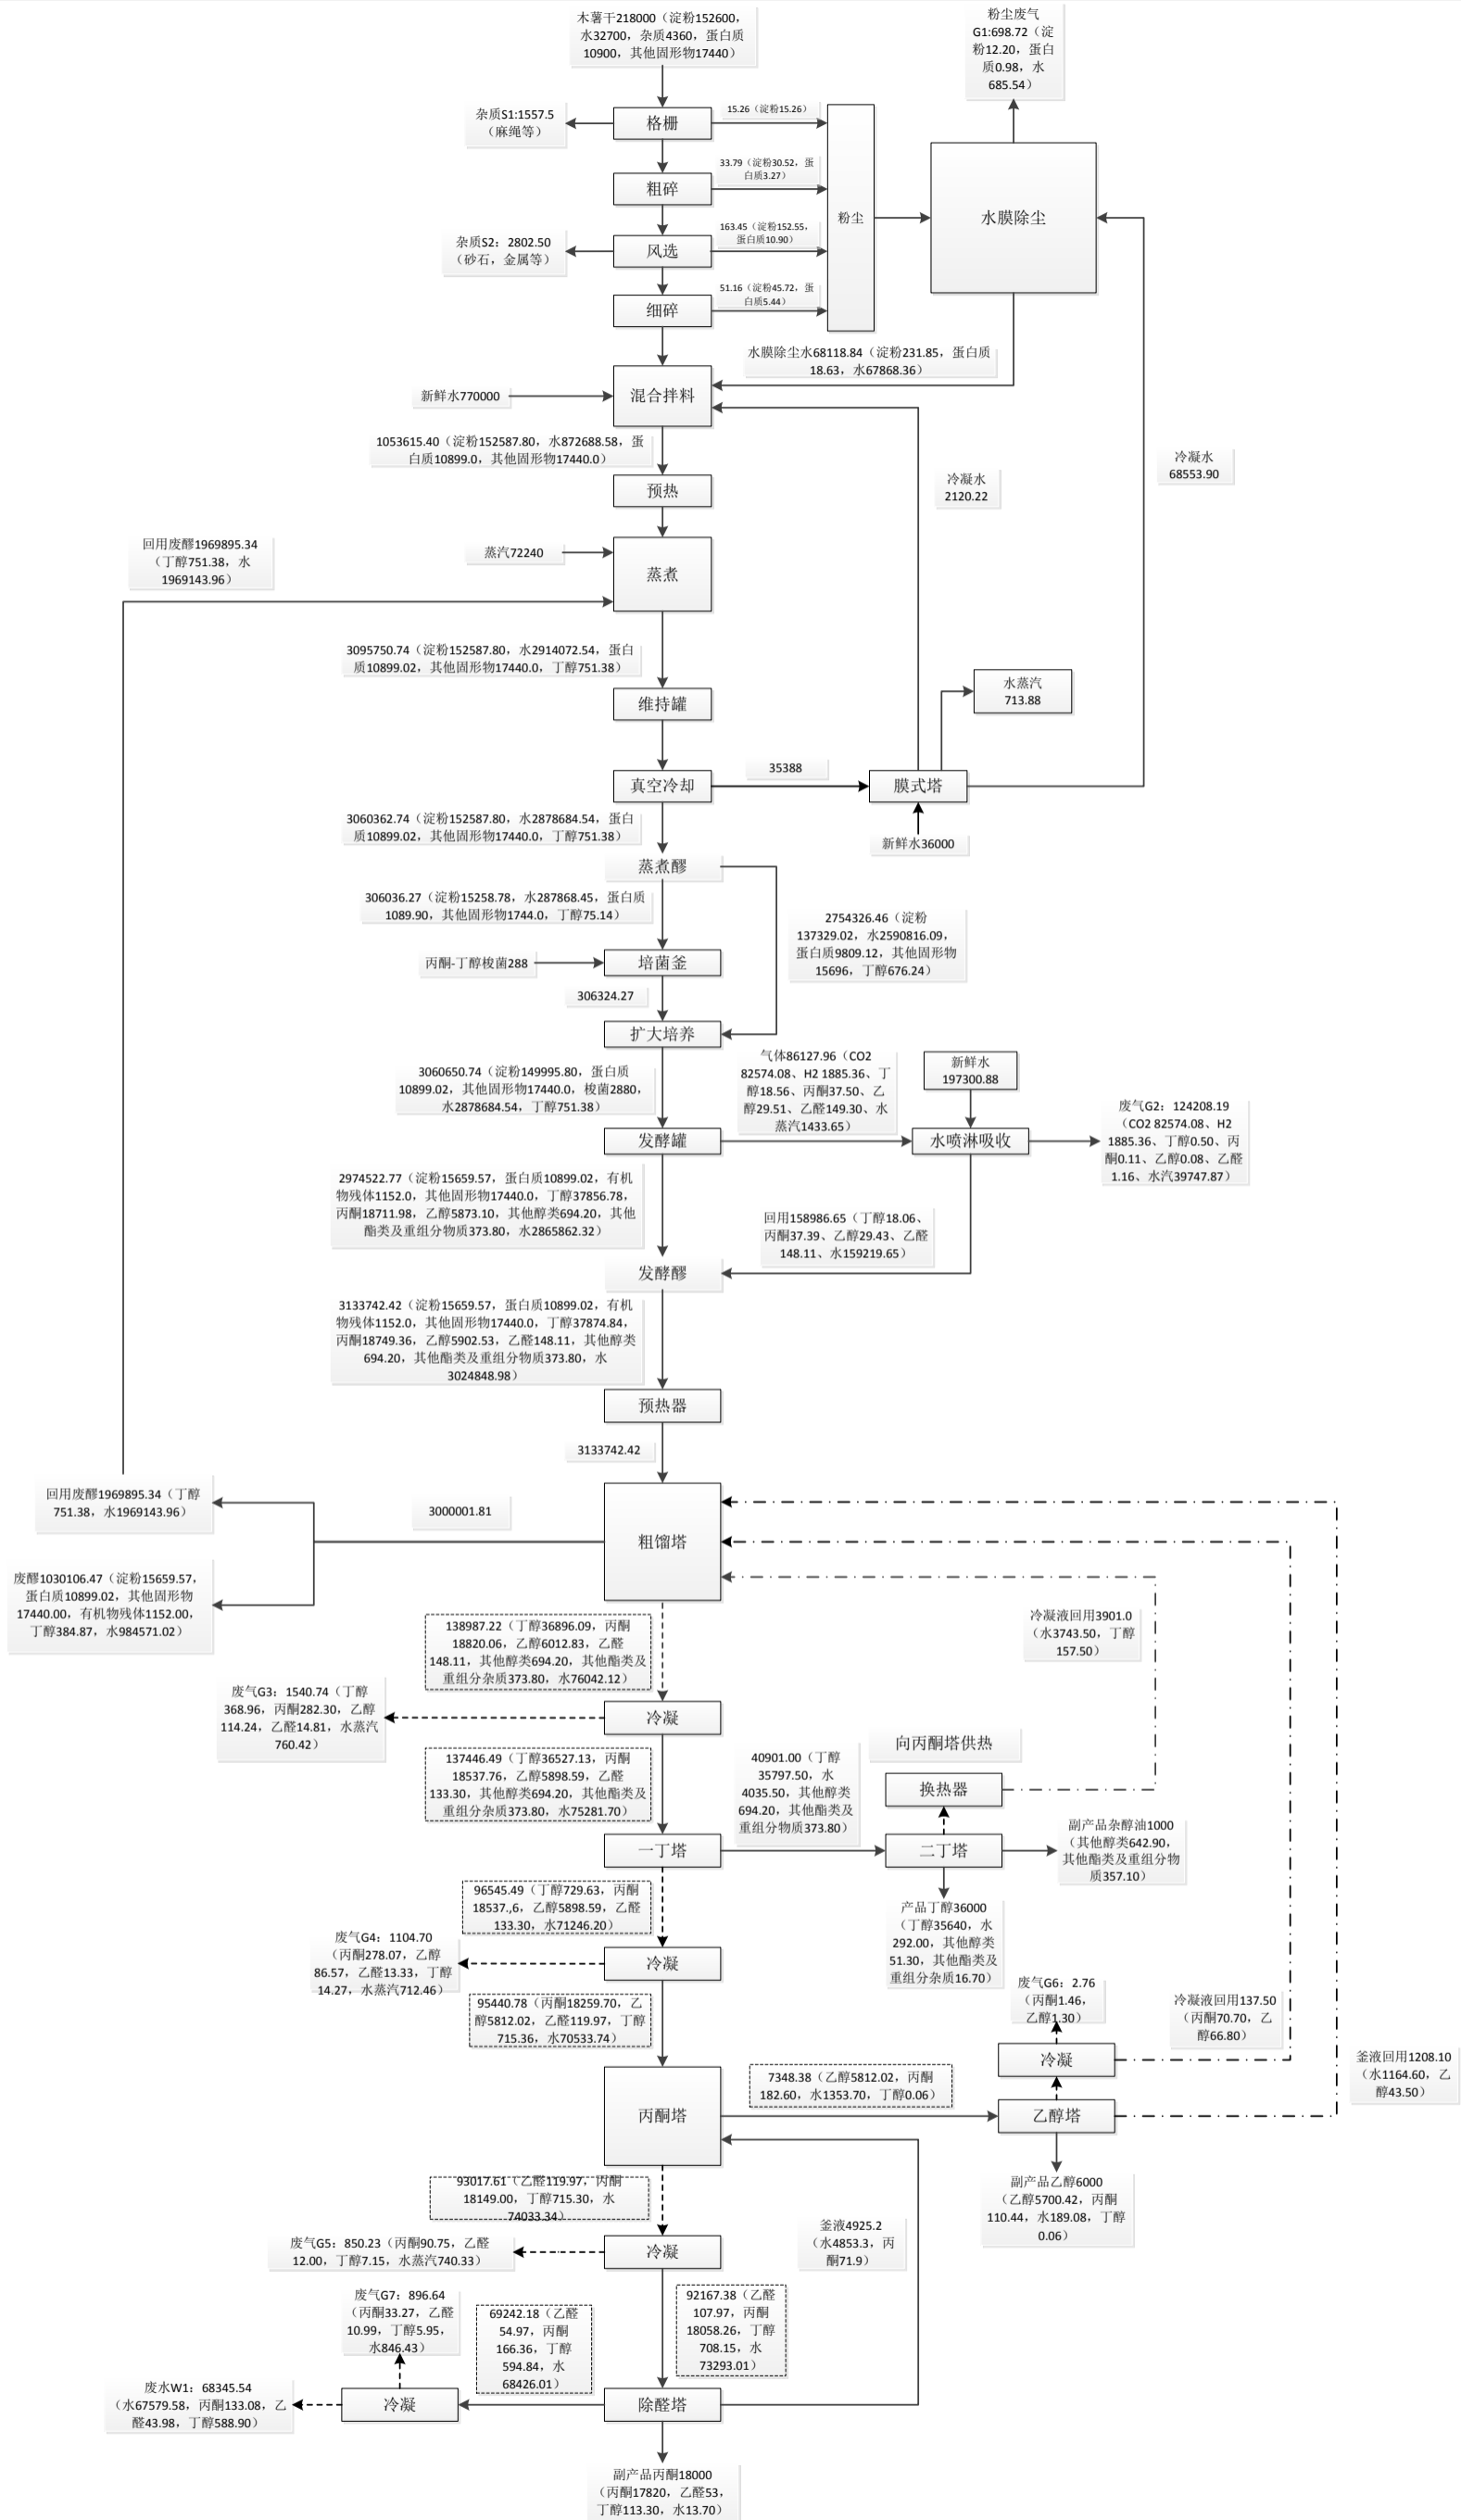 木薯干218000（淀粉152600，
水32700，杂质4360，蛋白质
10900，其他固形物17440）
粉尘废气
G1:698.72（淀
粉12.20，蛋白
质0.98，水
685.54）
杂质S1:1557.5
（麻绳等）
格栅
15.26（淀粉15.26）
粗碎
33.79（淀粉30.52，蛋
白质3.27）
粉尘
水膜除尘
杂质S2：2802.50
（砂石，金属等）
风选
163.45（淀粉152.55，
蛋白质10.90）
细碎
51.16（淀粉45.72，蛋
白质5.44）
水膜除尘水68118.84（淀粉231.85，蛋白质
18.63，水67868.36）
新鲜水770000
混合拌料
1053615.40（淀粉152587.80，水872688.58，蛋
白质10899.0，其他固形物17440.0）
冷凝水
2120.22
冷凝水
68553.90
预热
回用废醪1969895.34
（丁醇751.38，水
1969143.96）
蒸汽72240
蒸煮
3095750.74（淀粉152587.80，水2914072.54，蛋白
质10899.02，其他固形物17440.0，丁醇751.38）
维持罐
水蒸汽
713.88
真空冷却
35388
膜式塔
3060362.74（淀粉152587.80，水2878684.54，蛋白
质10899.02，其他固形物17440.0，丁醇751.38）
新鲜水36000
蒸煮醪
306036.27（淀粉15258.78，水287868.45，蛋白质
1089.90，其他固形物1744.0，丁醇75.14）
2754326.46（淀粉
137329.02，水2590816.09，
蛋白质9809.12，其他固形物
15696，丁醇676.24）
丙酮-丁醇梭菌288
培菌釜
306324.27
扩大培养
3060650.74（淀粉149995.80，蛋白质
10899.02，其他固形物17440.0，梭菌2880，
水2878684.54，丁醇751.38）
气体86127.96（CO2
82574.08、H2 1885.36、丁
醇18.56、丙酮37.50、乙
醇29.51、乙醛149.30、水
蒸汽1433.65）
新鲜水
197300.88
发酵罐
水喷淋吸收
废气G2：124208.19
（CO2 82574.08、H2
1885.36、丁醇0.50、丙
酮0.11、乙醇0.08、乙醛
1.16、水汽39747.87）
2974522.77（淀粉15659.57，蛋白质10899.02，有机
物残体1152.0，其他固形物17440.0，丁醇37856.78，
丙酮18711.98，乙醇5873.10，其他醇类694.20，其他
酯类及重组分物质373.80，水2865862.32）
回用158986.65（丁醇18.06、
丙酮37.39、乙醇29.43、乙醛
148.11、水159219.65）
发酵醪
3133742.42（淀粉15659.57，蛋白质10899.02，有机
物残体1152.0，其他固形物17440.0，丁醇37874.84，
丙酮18749.36，乙醇5902.53，乙醛148.11，其他醇类
694.20，其他酯类及重组分物质373.80，水
3024848.98）
预热器
3133742.42
回用废醪1969895.34（丁醇
751.38，水1969143.96）
3000001.81
粗馏塔
废醪1030106.47（淀粉15659.57，
蛋白质10899.02，其他固形物
17440.00，有机物残体1152.00，
丁醇384.87，水984571.02）
138987.22（丁醇36896.09，丙酮
18820.06，乙醇6012.83，乙醛
148.11，其他醇类694.20，其他酯类及
重组分杂质373.80，水76042.12）
冷凝液回用3901.0
（水3743.50，丁醇
157.50）
废气G3：1540.74（丁醇
368.96，丙酮282.30，乙醇
114.24，乙醛14.81，水蒸汽
760.42）
冷凝
137446.49（丁醇36527.13，丙酮
18537.76，乙醇5898.59，乙醛
133.30，其他醇类694.20，其他酯类及
重组分杂质373.80，水75281.70）
40901.00（丁醇
35797.50，水
4035.50，其他醇类
694.20，其他酯类及
重组分物质373.80）
向丙酮塔供热
换热器
一丁塔
二丁塔
副产品杂醇油1000
（其他醇类642.90，
其他酯类及重组分物
质357.10）
96545.49（丁醇729.63，丙酮
18537.,6，乙醇5898.59，乙醛
133.30，水71246.20）
产品丁醇36000
（丁醇35640，水
292.00，其他醇类
51.30，其他酯类及
重组分杂质16.70）
废气G4：1104.70
（丙酮278.07，乙醇
86.57，乙醛13.33，丁醇
14.27，水蒸汽712.46）
冷凝
95440.78（丙酮18259.70，乙
醇5812.02，乙醛119.97，丁醇
715.36，水70533.74）
废气G6：2.76
（丙酮1.46，
乙醇1.30）
冷凝液回用137.50
（丙酮70.70，乙
醇66.80）
冷凝
釜液回用1208.10
（水1164.60，乙
醇43.50）
丙酮塔
7348.38（乙醇5812.02，丙酮
182.60，水1353.70，丁醇0.06）
乙醇塔
93017.61（乙醛119.97，丙酮
18149.00，丁醇715.30，水
74033.34）
副产品乙醇6000
（乙醇5700.42，丙酮
110.44，水189.08，丁醇
0.06）
废气G5：850.23（丙酮90.75，乙醛
12.00，丁醇7.15，水蒸汽740.33）
冷凝
釜液4925.2
（水4853.3，丙
酮71.9）
废气G7：896.64
（丙酮33.27，乙醛
10.99，丁醇5.95，
水846.43）
69242.18（乙醛
54.97，丙酮
166.36，丁醇
594.84，水
68426.01）
92167.38（乙醛
107.97，丙酮
18058.26，丁醇
708.15，水
73293.01）
废水W1：68345.54
（水67579.58，丙酮133.08，乙
醛43.98，丁醇588.90）
冷凝
除醛塔
副产品丙酮18000
（丙酮17820，乙醛53，
丁醇113.30，水13.70）